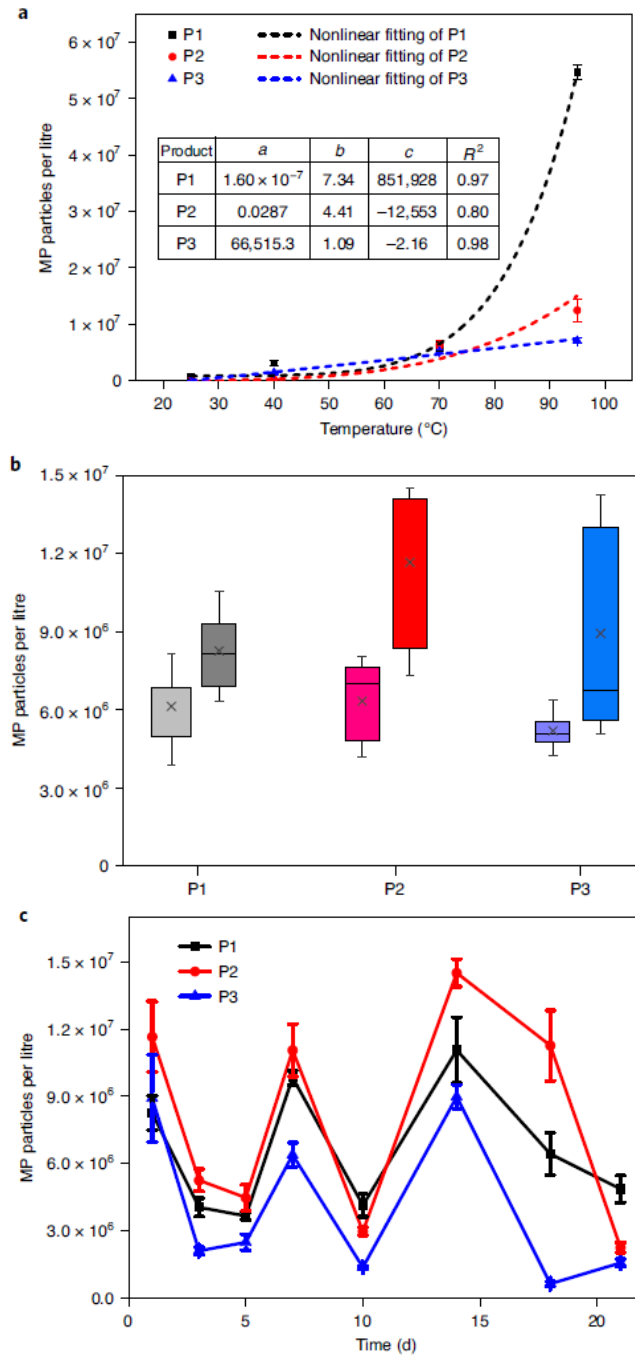 a
P1 Nonlinear fitting of P1
P2 Nonlinear fitting of P2
P3 Nonlinear fitting of P3
Product a b c R²
P1 1.60 × 10⁻⁷ 7.34 851,928 0.97
P2 0.0287 4.41 −12,553 0.80
P3 66,515.3 1.09 −2.16 0.98
MP particles per litre
6 × 10⁷
5 × 10⁷
4 × 10⁷
3 × 10⁷
2 × 10⁷
1 × 10⁷
0
20 30 40 50 60 70 80 90 100
Temperature (°C)
b
MP particles per litre
1.5 × 10⁷
1.2 × 10⁷
9.0 × 10⁶
6.0 × 10⁶
3.0 × 10⁶
0
P1 P2 P3
c
P1
P2
P3
MP particles per litre
1.5 × 10⁷
1.2 × 10⁷
9.0 × 10⁶
6.0 × 10⁶
3.0 × 10⁶
0.0
0 5 10 15 20
Time (d)